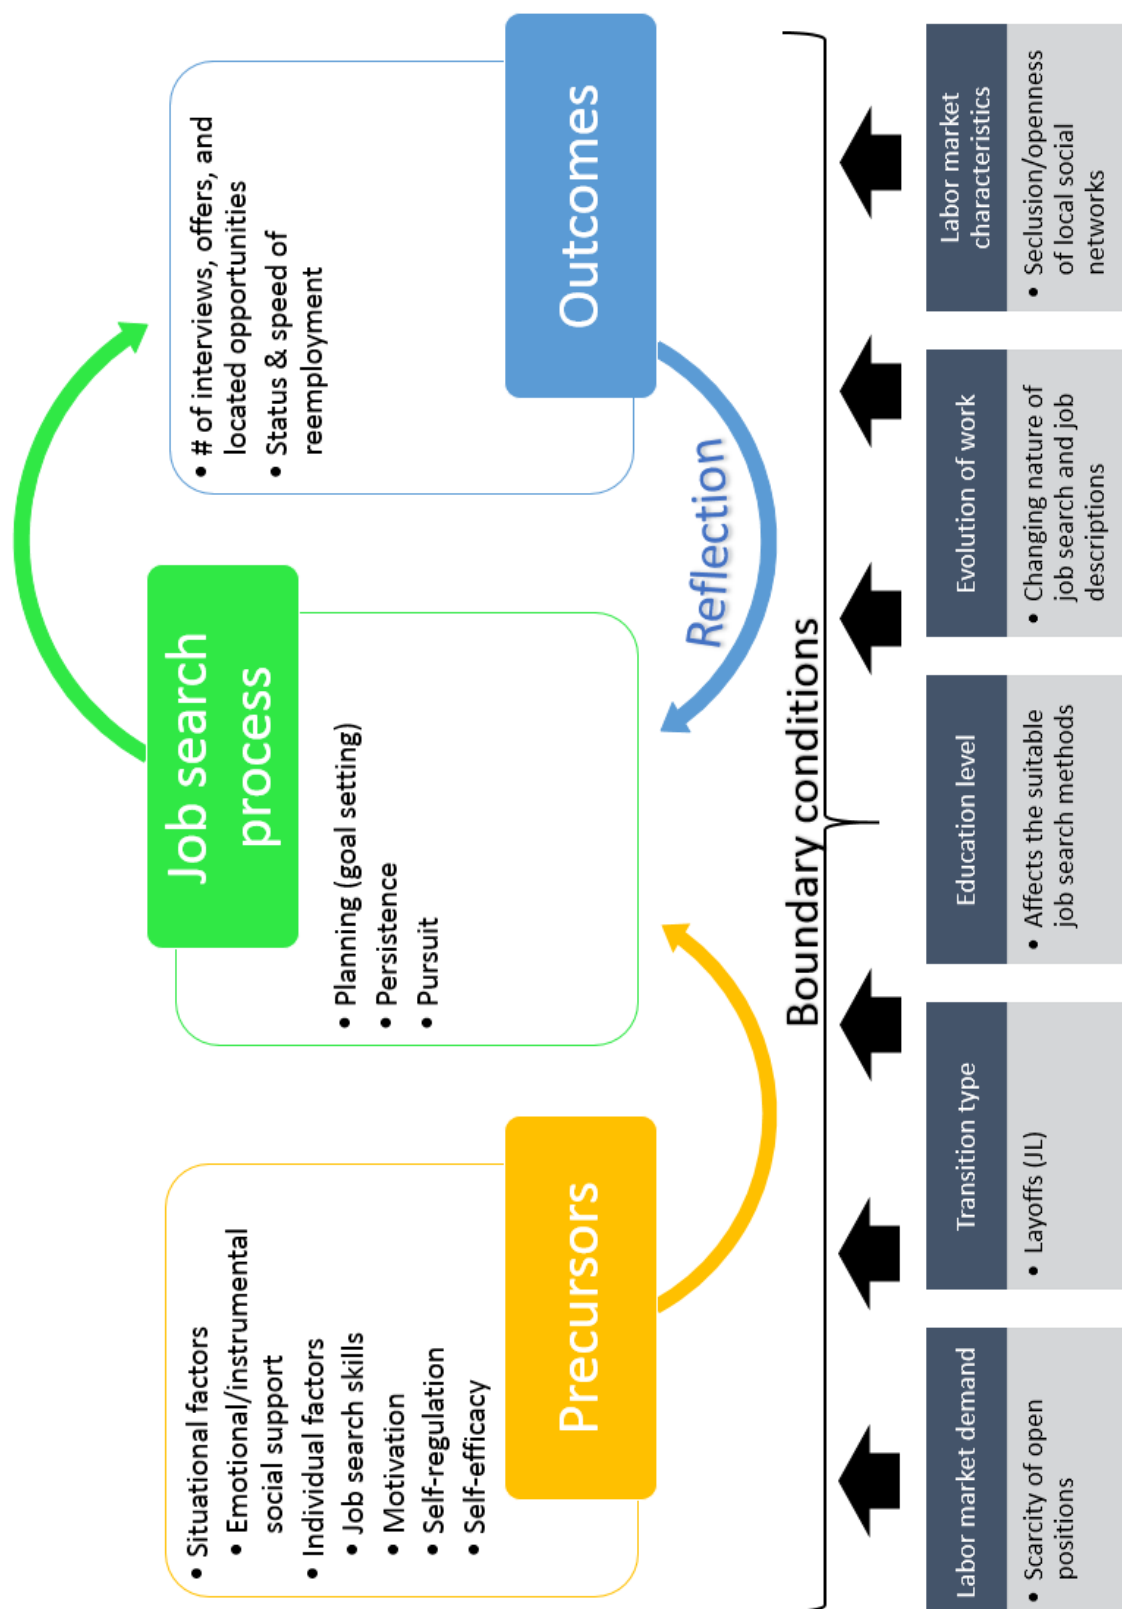 • Situational factors
• Emotional/instrumental
social support
• Individual factors
• Job search skills
• Motivation
• Self-regulation
• Self-efficacy
Precursors
Job search
process
• Planning (goal setting)
• Persistence
• Pursuit
• # of interviews, offers, and
located opportunities
• Status & speed of
reemployment
Outcomes
Reflection
Boundary conditions
Labor market demand
• Scarcity of open
positions
Transition type
• Layoffs (JL)
Education level
• Affects the suitable
job search methods
Evolution of work
• Changing nature of
job search and job
descriptions
Labor market
characteristics
• Seclusion/openness
of local social
networks